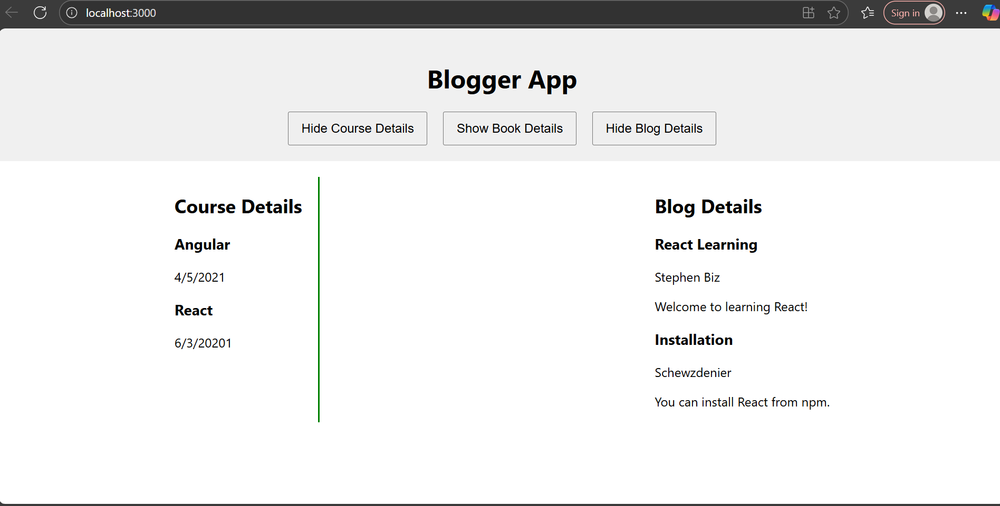 localhost:3000
Sign in
Blogger App
Hide Course Details
Show Book Details
Hide Blog Details
Course Details
Angular
4/5/2021
React
6/3/20201
Blog Details
React Learning
Stephen Biz
Welcome to learning React!
Installation
Schewzdenier
You can install React from npm.